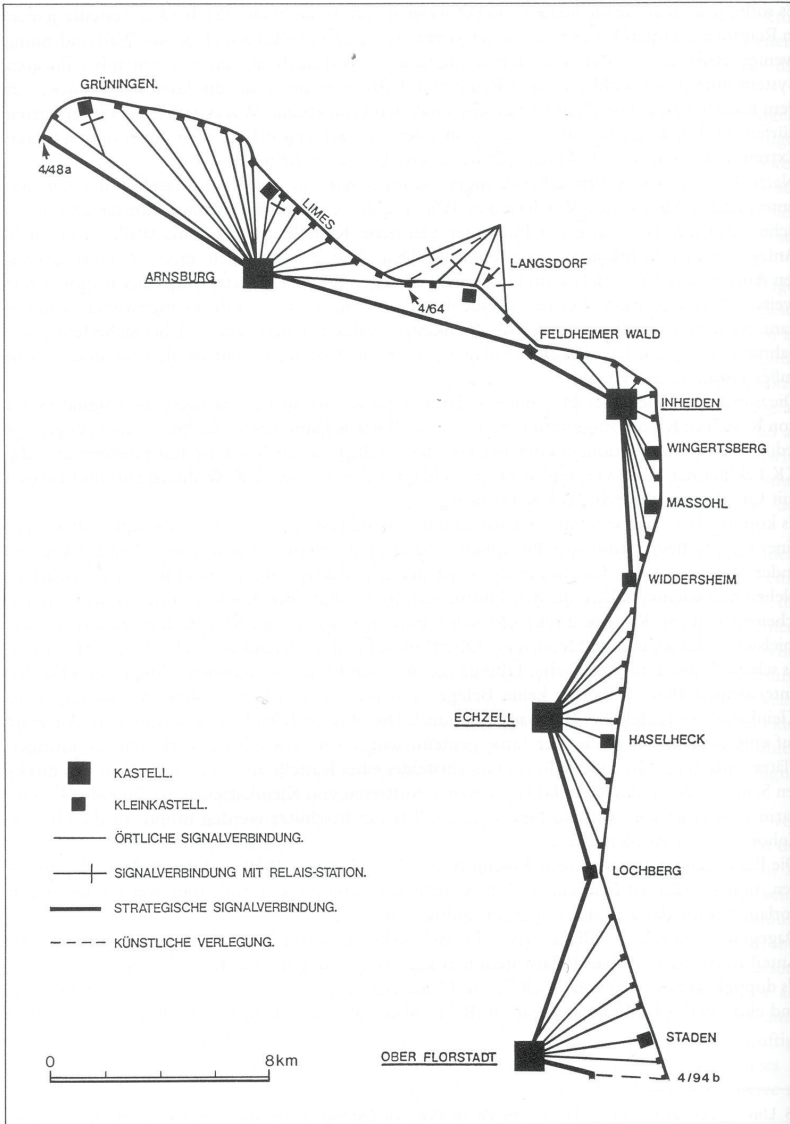 GRÜNINGEN.
4/48a
LIMES
ARNSBURG
LANGSDORF
4/64
FELDHEIMER WALD
INHEIDEN
WINGERTSBERG
MASSOHL
WIDDERSHEIM
ECHZELL
HASELHECK
KASTELL.
KLEINKASTELL.
ÖRTLICHE SIGNALVERBINDUNG.
SIGNALVERBINDUNG MIT RELAIS-STATION.
LOCHBERG
STRATEGISCHE SIGNALVERBINDUNG.
KÜNSTLICHE VERLEGUNG.
STADEN
OBER FLORSTADT
0 8km
4/94b